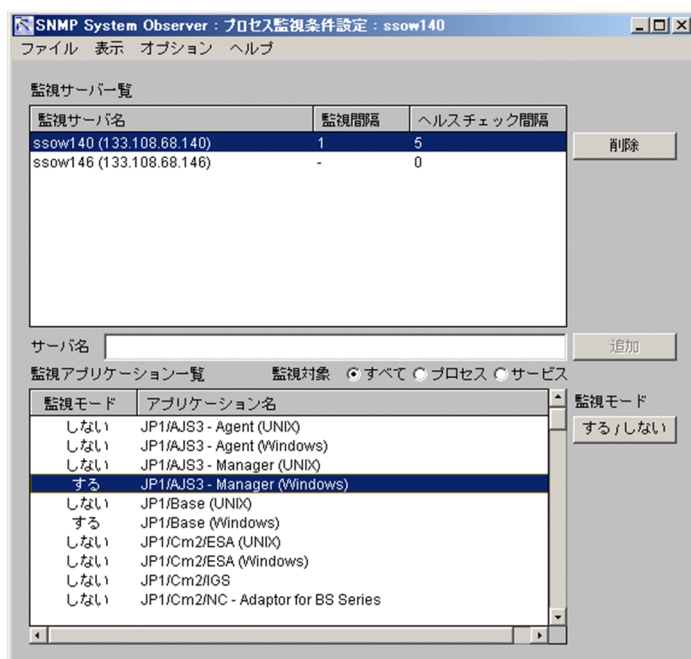 SNMP System Observer : プロセス監視条件設定 : ssow140
ファイル 表示 オプション ヘルプ
監視サーバ一覧
監視サーバ名 監視間隔 ヘルスチェック間隔
ssow140 (133.108.68.140) 1 5
ssow146 (133.108.68.146) - 0
削除
サーバ名 追加
監視アプリケーション一覧 監視対象 すべて プロセス サービス
監視モード アプリケーション名
しない JP1/AJS3 - Agent (UNIX)
しない JP1/AJS3 - Agent (Windows)
しない JP1/AJS3 - Manager (UNIX)
する JP1/AJS3 - Manager (Windows)
しない JP1/Base (UNIX)
する JP1/Base (Windows)
しない JP1/Cm2/ESA (UNIX)
しない JP1/Cm2/ESA (Windows)
しない JP1/Cm2/IGS
しない JP1/Cm2/NC - Adaptor for BS Series
監視モード
する/しない